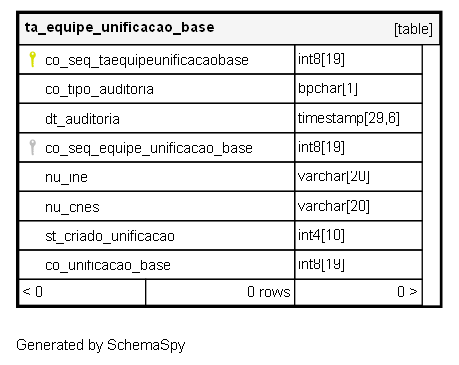 ta_equipe_unificacao_base [table]
co_seq_taequipeunificacaobase int8[19]
co_tipo_auditoria bpchar[1]
dt_auditoria timestamp[29,6]
co_seq_equipe_unificacao_base int8[19]
nu_ine varchar[20]
nu_cnes varchar[20]
st_criado_unificacao int4[10]
co_unificacao_base int8[19]
< 0 0 rows 0 >
Generated by SchemaSpy